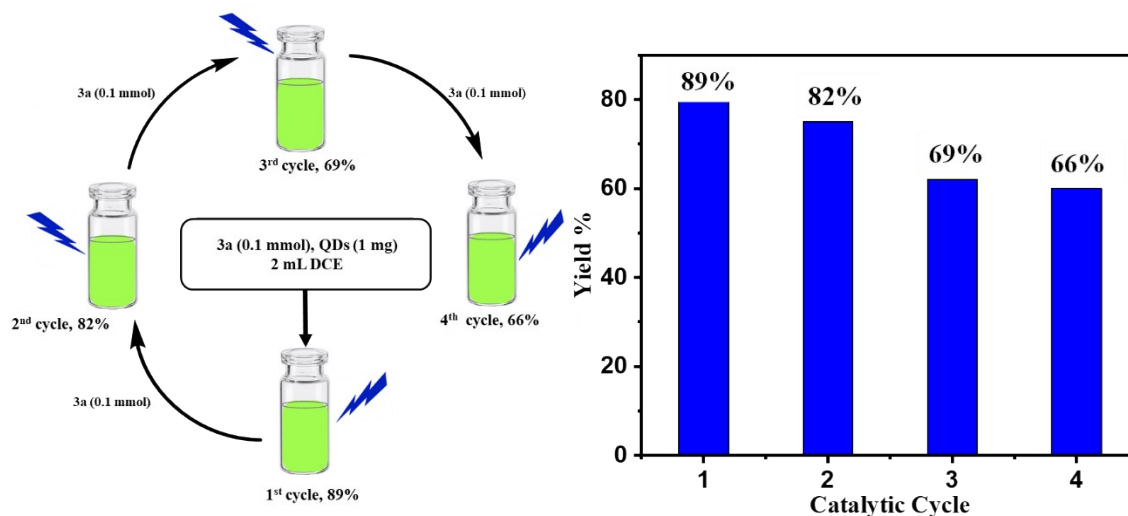 3a (0.1 mmol)
3a (0.1 mmol)
3rd cycle, 69%
3a (0.1 mmol), QDs (1 mg)
2 mL DCE
2nd cycle, 82%
4th cycle, 66%
3a (0.1 mmol)
1st cycle, 89%
Yield %
80
60
40
20
0
89%
82%
69%
66%
1
2
3
4
Catalytic Cycle